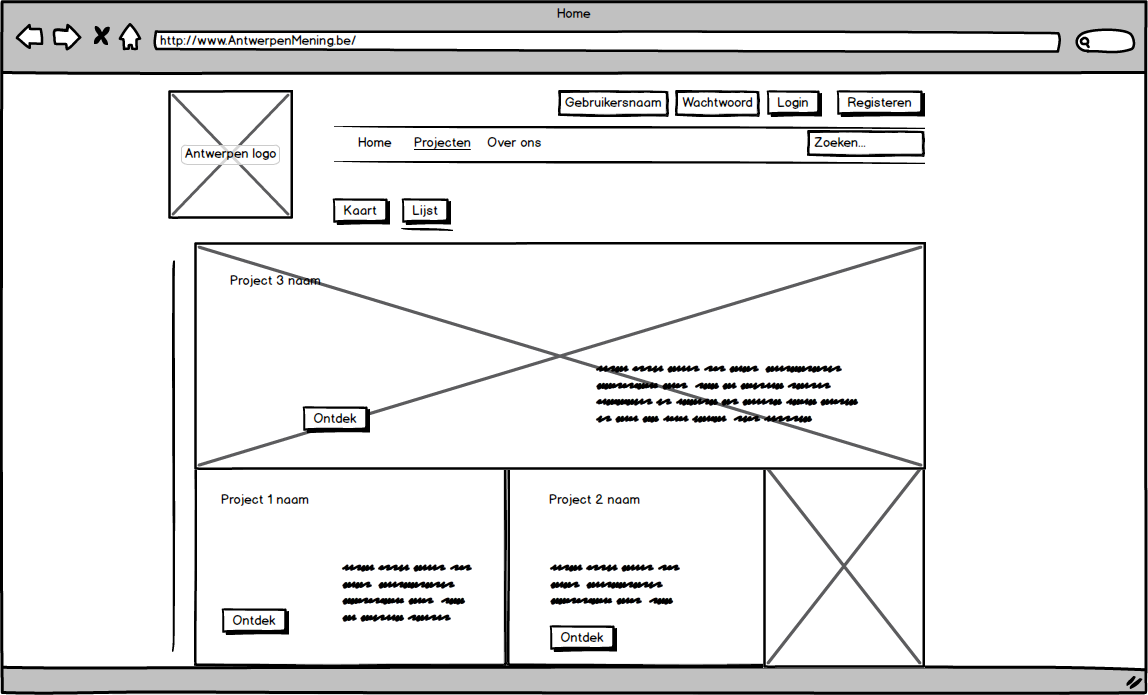 Home
http://www.AntwerpenMening.be/
Gebruikersnaam Wachtwoord Login Registeren
Antwerpen logo
Home Projecten Over ons Zoeken...
Kaart Lijst
Project 3 naam
Ontdek
Project 1 naam
Project 2 naam
Ontdek
Ontdek